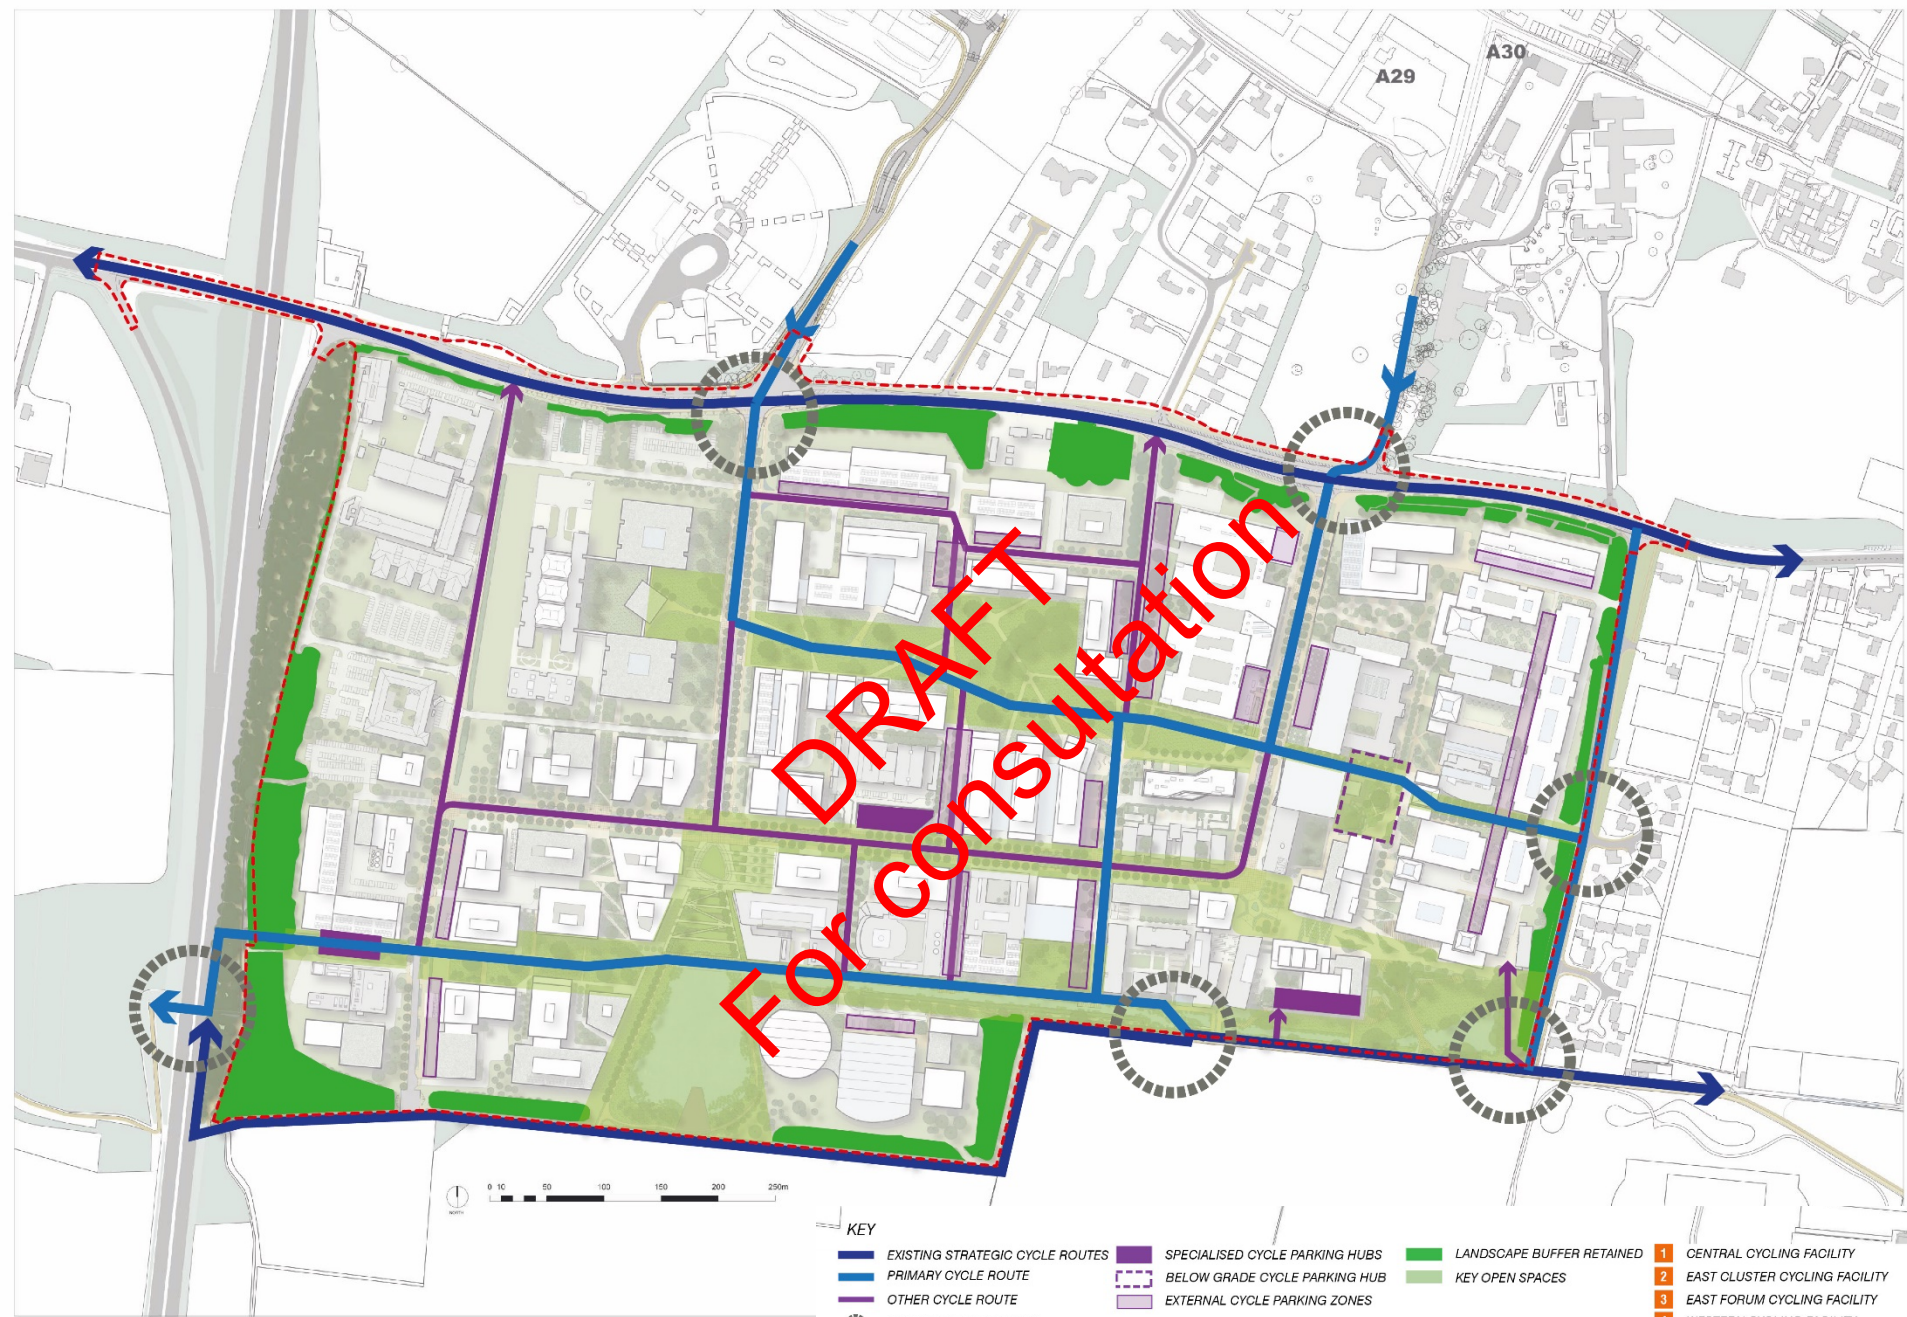 A30
A29
DRAFT
For consultation
NORTH
0 10 50 100 150 200 250m
KEY
EXISTING STRATEGIC CYCLE ROUTES
PRIMARY CYCLE ROUTE
OTHER CYCLE ROUTE
SPECIALISED CYCLE PARKING HUBS
BELOW GRADE CYCLE PARKING HUB
EXTERNAL CYCLE PARKING ZONES
LANDSCAPE BUFFER RETAINED
KEY OPEN SPACES
1 CENTRAL CYCLING FACILITY
2 EAST CLUSTER CYCLING FACILITY
3 EAST FORUM CYCLING FACILITY